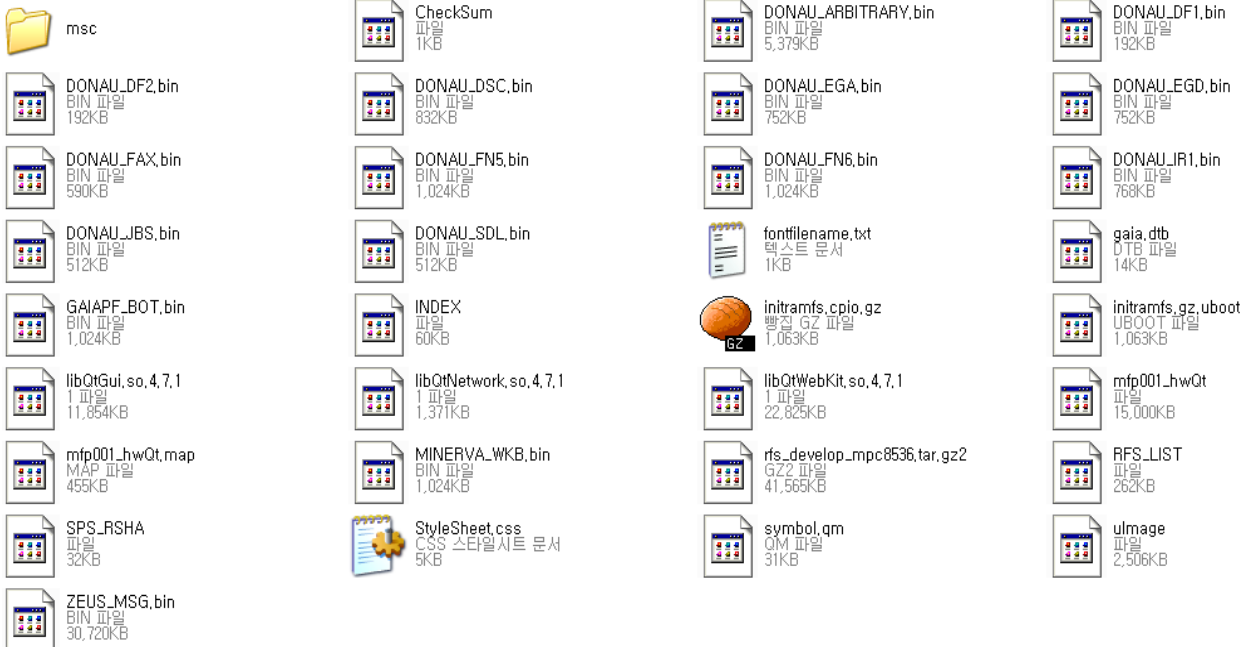 msc
CheckSum
파일
1KB
DONAU_ARBITRARY.bin
BIN 파일
5,379KB
DONAU_DF1.bin
BIN 파일
192KB
DONAU_DF2.bin
BIN 파일
192KB
DONAU_DSC.bin
BIN 파일
832KB
DONAU_EGA.bin
BIN 파일
752KB
DONAU_EGD.bin
BIN 파일
752KB
DONAU_FAX.bin
BIN 파일
590KB
DONAU_FN5.bin
BIN 파일
1,024KB
DONAU_FN6.bin
BIN 파일
1,024KB
DONAU_IR1.bin
BIN 파일
768KB
DONAU_JBS.bin
BIN 파일
512KB
DONAU_SDL.bin
BIN 파일
512KB
fontfilename.txt
텍스트 문서
1KB
gaia.dtb
DTB 파일
14KB
GAIAPF_BOT.bin
BIN 파일
1,024KB
INDEX
파일
60KB
initramfs.cpio.gz
빵집 GZ 파일
1,063KB
GZ
initramfs.gz.uboot
UBOOT 파일
1,063KB
libQtGui.so.4.7.1
1 파일
11,854KB
libQtNetwork.so.4.7.1
1 파일
1,371KB
libQtWebKit.so.4.7.1
1 파일
22,825KB
mfp001_hwQt
파일
15,000KB
mfp001_hwQt.map
MAP 파일
455KB
MINERVA_WKB.bin
BIN 파일
1,024KB
rfs_develop_mpc8536.tar.gz2
GZ2 파일
41,565KB
RFS_LIST
파일
262KB
SPS_RSHA
파일
32KB
StyleSheet.css
CSS 스타일시트 문서
5KB
symbol.qm
QM 파일
31KB
uImage
파일
2,506KB
ZEUS_MSG.bin
BIN 파일
30,720KB